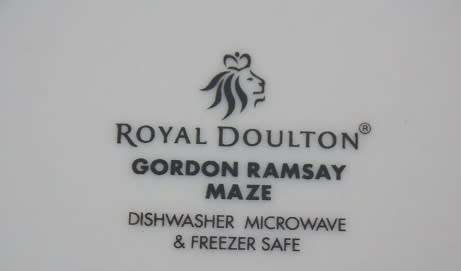 ROYAL DOULTON®
GORDON RAMSAY
MAZE
DISHWASHER MICROWAVE
& FREEZER SAFE